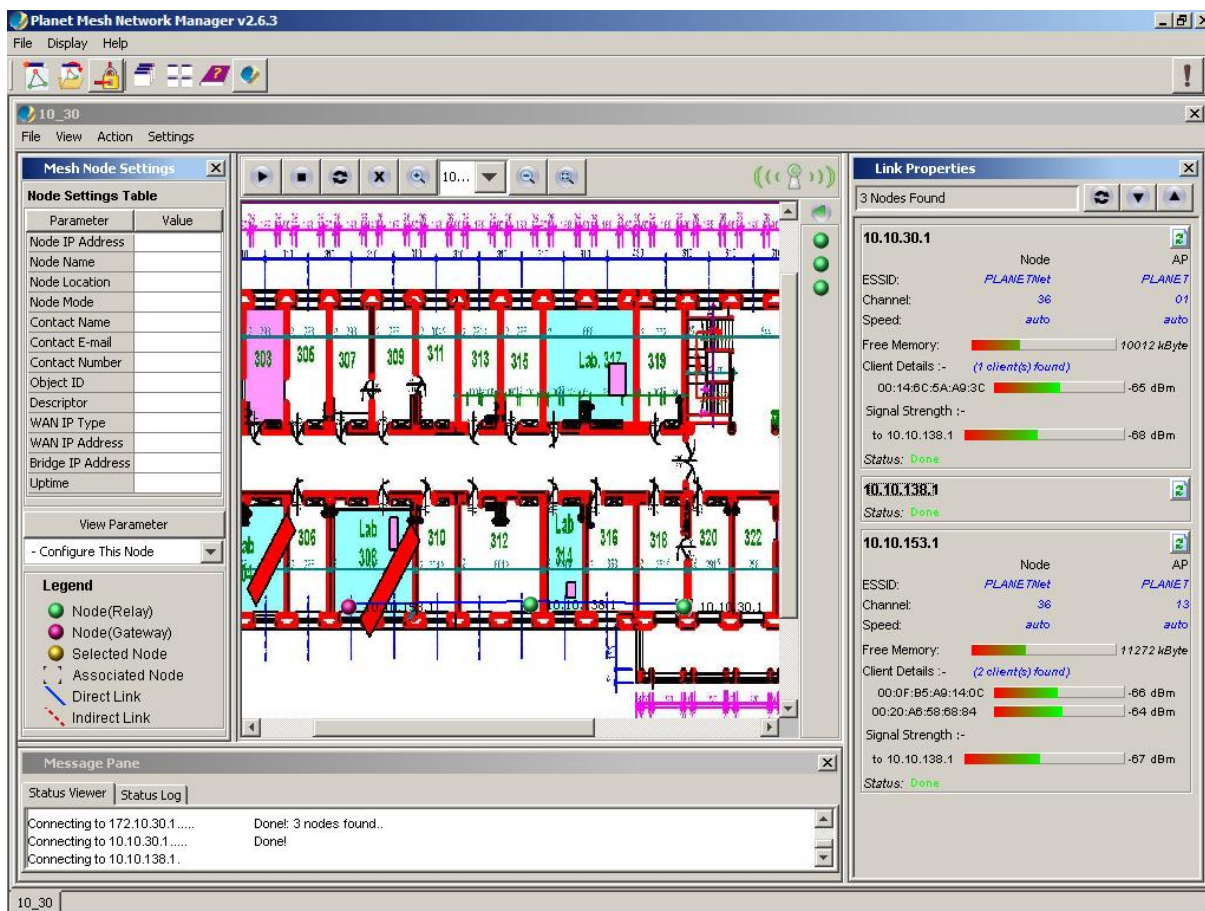 Planet Mesh Network Manager v2.6.3
File Display Help
10_30
File View Action Settings
Mesh Node Settings
Node Settings Table
Parameter Value
Node IP Address
Node Name
Node Location
Node Mode
Contact Name
Contact E-mail
Contact Number
Object ID
Descriptor
WAN IP Type
WAN IP Address
Bridge IP Address
Uptime
View Parameter
- Configure This Node
Legend
Node(Relay)
Node(Gateway)
Selected Node
Associated Node
Direct Link
Indirect Link
10...
303 305 307 309 311 313 315 Lab. 317 319
306 Lab 308 310 312 Lab 314 316 318 320 322
10.10.153.1 10.10.138.1 10.10.30.1
Link Properties
3 Nodes Found
10.10.30.1
Node AP
ESSID: PLANETNet PLANET
Channel: 36 01
Speed: auto auto
Free Memory: 10012 kByte
Client Details :- (1 client(s) found)
00:14:6C:5A:A9:3C -65 dBm
Signal Strength :-
to 10.10.138.1 -68 dBm
Status: Done
10.10.138.1
Status: Done
10.10.153.1
Node AP
ESSID: PLANETNet PLANET
Channel: 36 13
Speed: auto auto
Free Memory: 11272 kByte
Client Details :- (2 client(s) found)
00:0F:B5:A9:14:0C -66 dBm
00:20:A6:58:68:84 -64 dBm
Signal Strength :-
to 10.10.138.1 -67 dBm
Status: Done
Message Pane
Status Viewer Status Log
Connecting to 172.10.30.1..... Done!: 3 nodes found..
Connecting to 10.10.30.1..... Done!
Connecting to 10.10.138.1.
10_30